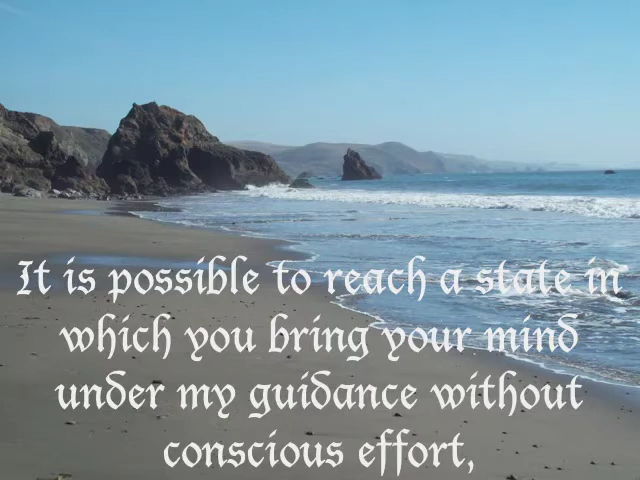 It is possible to reach a state in
which you bring your mind
under my guidance without
conscious effort,